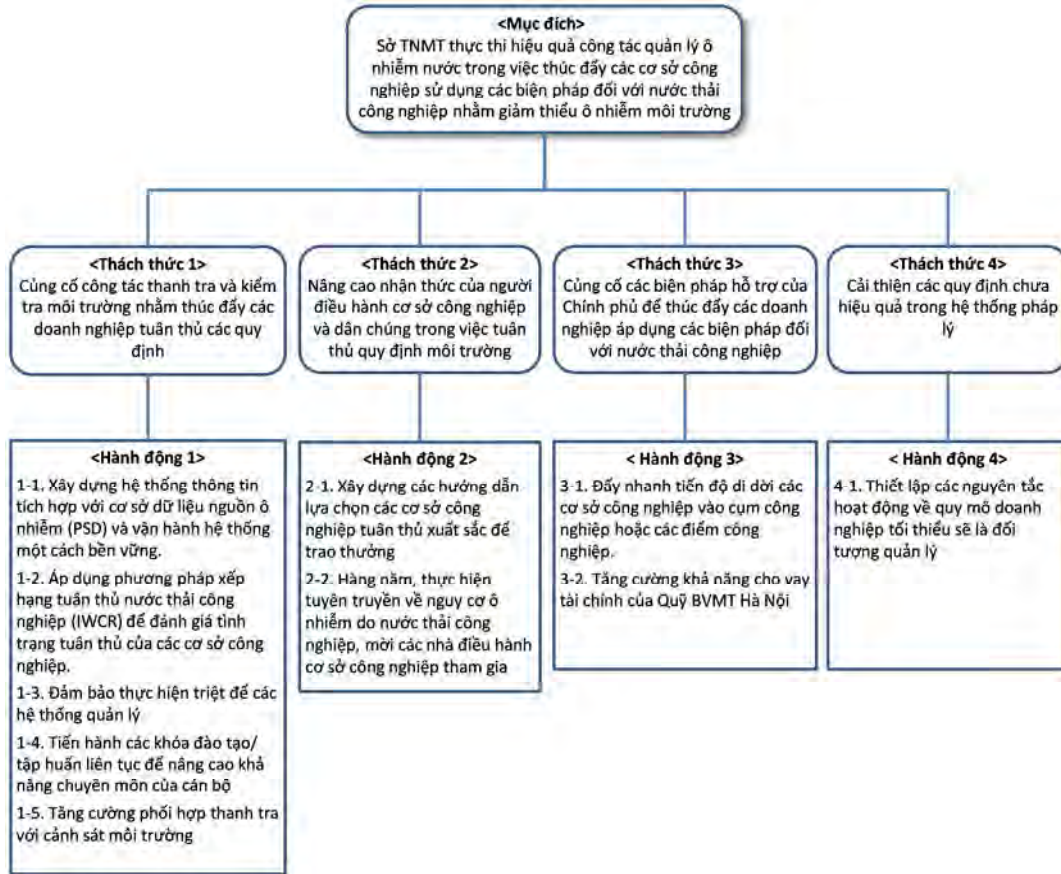 <Mục đích>
Sở TNMT thực thi hiệu quả công tác quản lý ô
nhiễm nước trong việc thúc đẩy các cơ sở công
nghiệp sử dụng các biện pháp đối với nước thải
công nghiệp nhằm giảm thiểu ô nhiễm môi trường
<Thách thức 1>
Củng cố công tác thanh tra và kiểm
tra môi trường nhằm thúc đẩy các
doanh nghiệp tuân thủ các quy
định
<Thách thức 2>
Nâng cao nhận thức của người
điều hành cơ sở công nghiệp
và dân chúng trong việc tuân
thủ quy định môi trường
<Thách thức 3>
Củng cố các biện pháp hỗ trợ của
Chính phủ để thúc đẩy các doanh
nghiệp áp dụng các biện pháp đối
với nước thải công nghiệp
<Thách thức 4>
Cải thiện các quy định chưa
hiệu quả trong hệ thống pháp
lý
<Hành động 1>
1-1. Xây dựng hệ thống thông tin
tích hợp với cơ sở dữ liệu nguồn ô
nhiễm (PSD) và vận hành hệ thống
một cách bền vững.
1-2. Áp dụng phương pháp xếp
hạng tuân thủ nước thải công
nghiệp (IWCR) để đánh giá tình
trạng tuân thủ của các cơ sở công
nghiệp.
1-3. Đảm bảo thực hiện triệt để các
hệ thống quản lý
1-4. Tiến hành các khóa đào tạo/
tập huấn liên tục để nâng cao khả
năng chuyên môn của cán bộ
1-5. Tăng cường phối hợp thanh tra
với cảnh sát môi trường
<Hành động 2>
2-1. Xây dựng các hướng dẫn
lựa chọn các cơ sở công
nghiệp tuân thủ xuất sắc để
trao thưởng
2-2. Hàng năm, thực hiện
tuyên truyền về nguy cơ ô
nhiễm do nước thải công
nghiệp, mời các nhà điều hành
cơ sở công nghiệp tham gia
< Hành động 3>
3-1. Đẩy nhanh tiến độ di dời các
cơ sở công nghiệp vào cụm công
nghiệp hoặc các điểm công
nghiệp.
3-2. Tăng cường khả năng cho vay
tài chính của Quỹ BVMT Hà Nội
< Hành động 4>
4-1. Thiết lập các nguyên tắc
hoạt động về quy mô doanh
nghiệp tối thiểu sẽ là đối
tượng quản lý